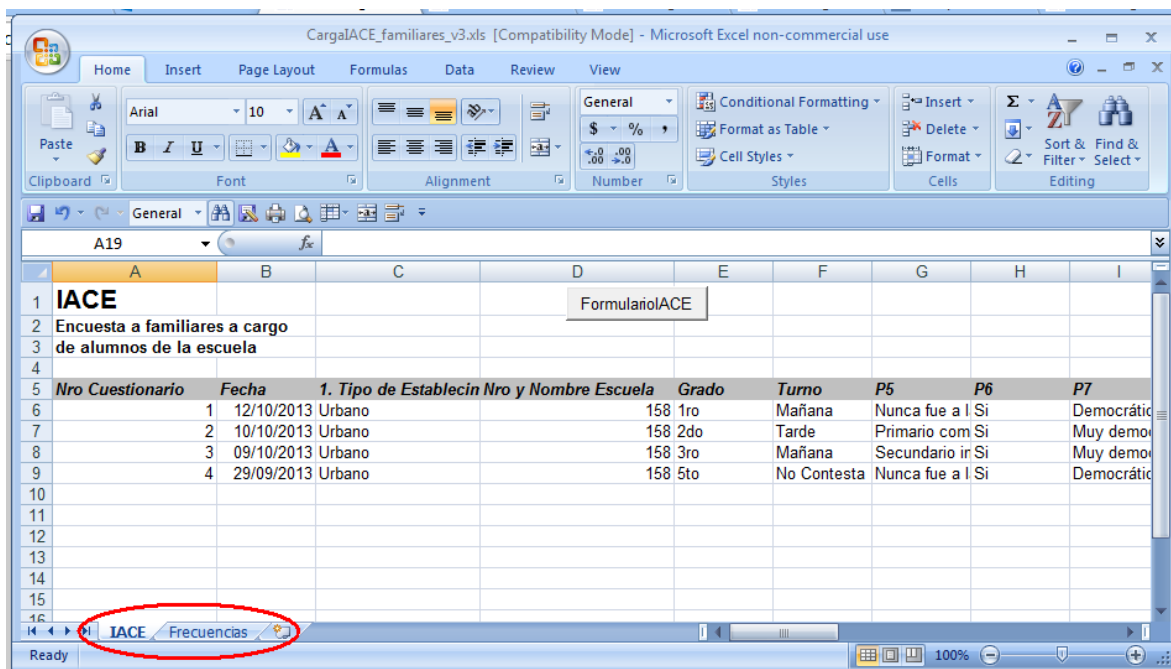 CargaIACE_familiares_v3.xls [Compatibility Mode] - Microsoft Excel non-commercial use
Home Insert Page Layout Formulas Data Review View
Paste
Arial 10 A A
B I U A
General
$ % ,
Conditional Formatting
Format as Table
Cell Styles
Insert
Delete
Format
Σ
Sort & Filter Find & Select
Clipboard Font Alignment Number Styles Cells Editing
General
A19 fx
A B C D E F G H I
1 IACE FormularioIACE
2 Encuesta a familiares a cargo
3 de alumnos de la escuela
4
5 Nro Cuestionario Fecha 1. Tipo de Establecin Nro y Nombre Escuela Grado Turno P5 P6 P7
6 1 12/10/2013 Urbano 158 1ro Mañana Nunca fue a l Si Democrátic
7 2 10/10/2013 Urbano 158 2do Tarde Primario com Si Muy demo
8 3 09/10/2013 Urbano 158 3ro Mañana Secundario in Si Muy demo
9 4 29/09/2013 Urbano 158 5to No Contesta Nunca fue a l Si Democrátic
10
11
12
13
14
15
16
IACE Frecuencias
Ready 100%